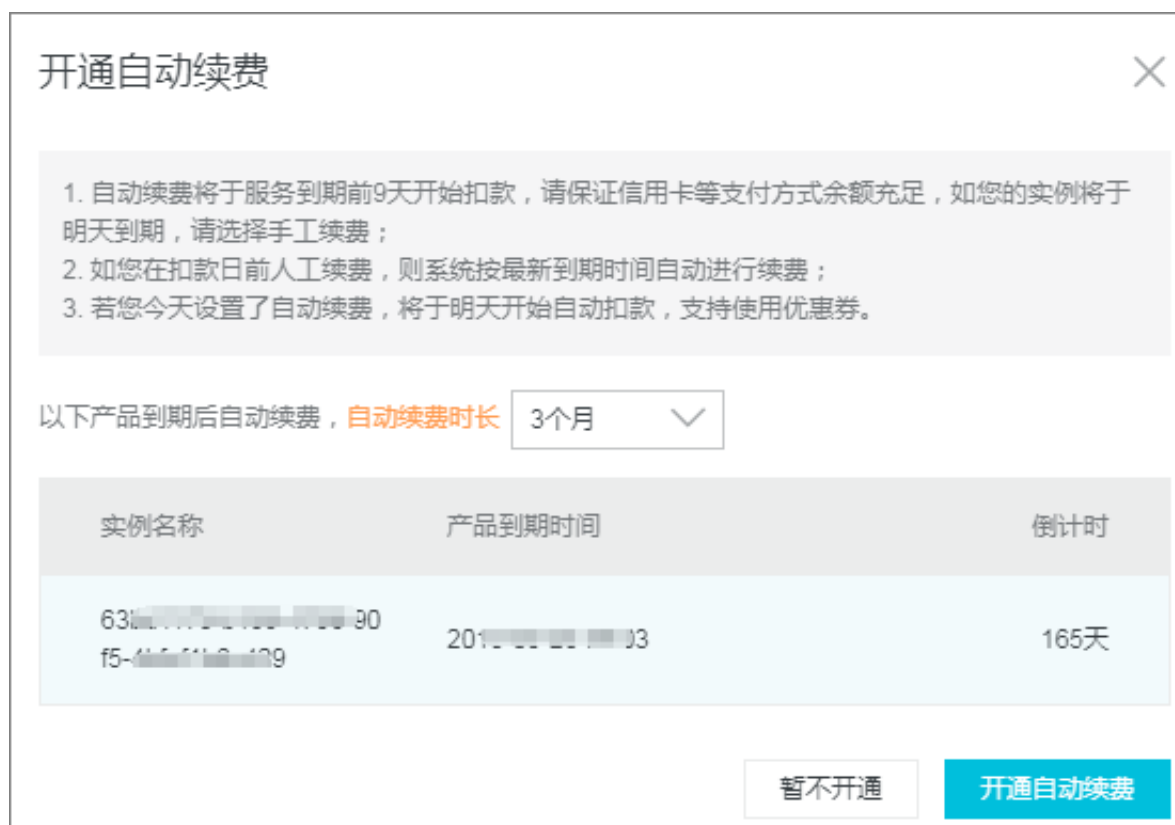 开通自动续费
1. 自动续费将于服务到期前9天开始扣款，请保证信用卡等支付方式余额充足，如您的实例将于
明天到期，请选择手工续费；
2. 如您在扣款日前人工续费，则系统按最新到期时间自动进行续费；
3. 若您今天设置了自动续费，将于明天开始自动扣款，支持使用优惠券。
以下产品到期后自动续费，自动续费时长 3个月
实例名称 产品到期时间 倒计时
165天
暂不开通 开通自动续费